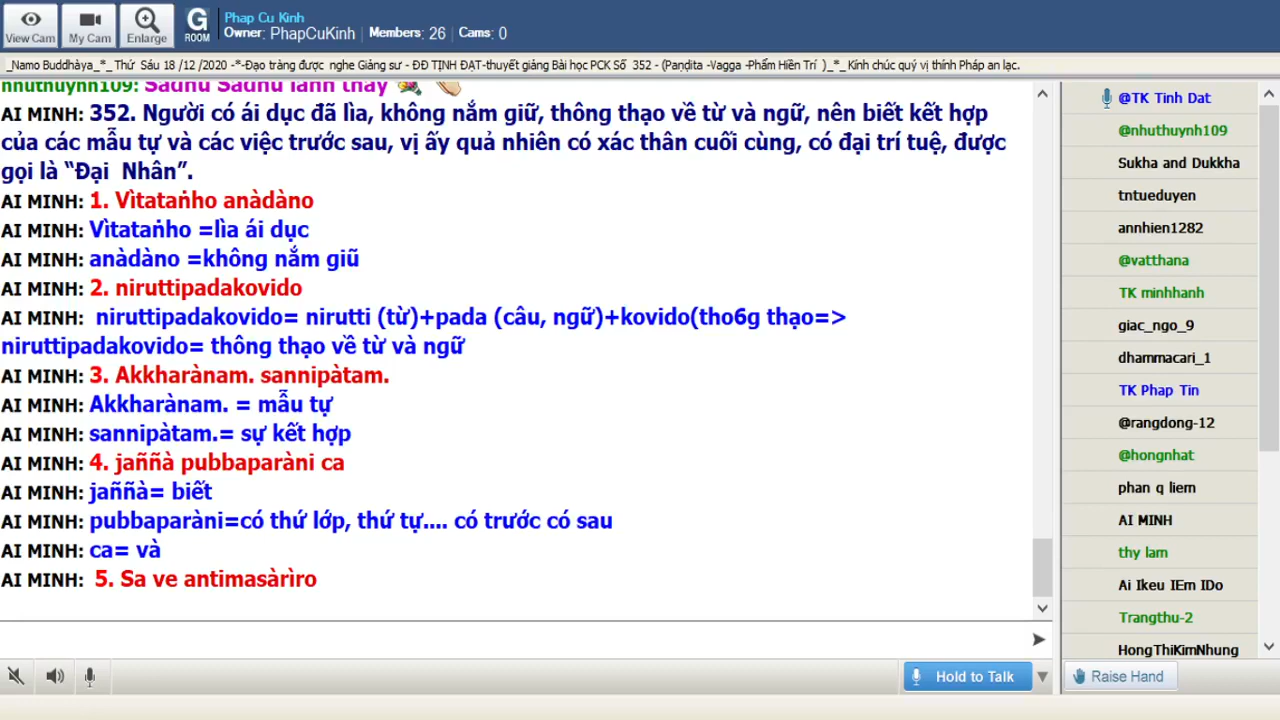 View Cam
My Cam
Enlarge
G
ROOM
Phap Cu Kinh
Owner: PhapCuKinh | Members: 26 | Cams: 0
_Namo Buddhàya_*_ Thứ Sáu 18 /12 /2020 -*-Đạo tràng được nghe Giảng sư - ĐĐ TỊNH ĐẠT-thuyết giảng Bài học PCK Số 352 - (Paṇḍita -Vagga -Phẩm Hiền Trí )_*_ Kính chúc quý vị thính Pháp an lạc.
nhuthuynh109: Sadhu Sadhu lành thay
AI MINH: 352. Người có ái dục đã lìa, không nắm giữ, thông thạo về từ và ngữ, nên biết kết hợp
của các mẫu tự và các việc trước sau, vị ấy quả nhiên có xác thân cuối cùng, có đại trí tuệ, được
gọi là “Đại Nhân”.
AI MINH: 1. Vìtataṅho anàdàno
AI MINH: Vìtataṅho =lìa ái dục
AI MINH: anàdàno =không nắm giũ
AI MINH: 2. niruttipadakovido
AI MINH: niruttipadakovido= nirutti (từ)+pada (câu, ngữ)+kovido(tho6g thạo=>
niruttipadakovido= thông thạo về từ và ngữ
AI MINH: 3. Akkharànam. sannipàtam.
AI MINH: Akkharànam. = mẫu tự
AI MINH: sannipàtam.= sự kết hợp
AI MINH: 4. jaññà pubbaparàni ca
AI MINH: jaññà= biết
AI MINH: pubbaparàni=có thứ lớp, thứ tự.... có trước có sau
AI MINH: ca= và
AI MINH: 5. Sa ve antimasàrìro
@TK Tinh Dat
@nhuthuynh109
Sukha and Dukkha
tntueduyen
annhien1282
@vatthana
TK minhhanh
giac_ngo_9
dhammacari_1
TK Phap Tin
@rangdong-12
@hongnhat
phan q liem
AI MINH
thy lam
Ai Ikeu IEm IDo
Trangthu-2
HongThiKimNhung
Hold to Talk
Raise Hand